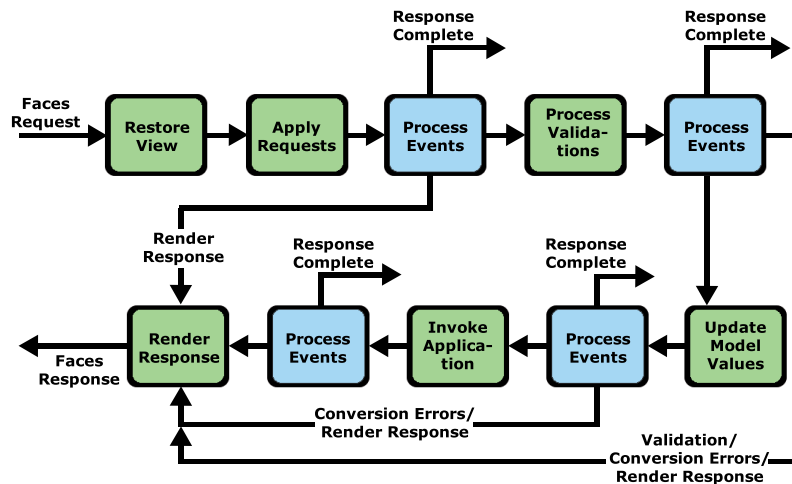 Response
Complete
Response
Complete
Faces
Request
Restore
View
Apply
Requests
Process
Events
Process
Valida-
tions
Process
Events
Render
Response
Response
Complete
Response
Complete
Render
Response
Process
Events
Invoke
Applica-
tion
Process
Events
Update
Model
Values
Faces
Response
Conversion Errors/
Render Response
Validation/
Conversion Errors/
Render Response